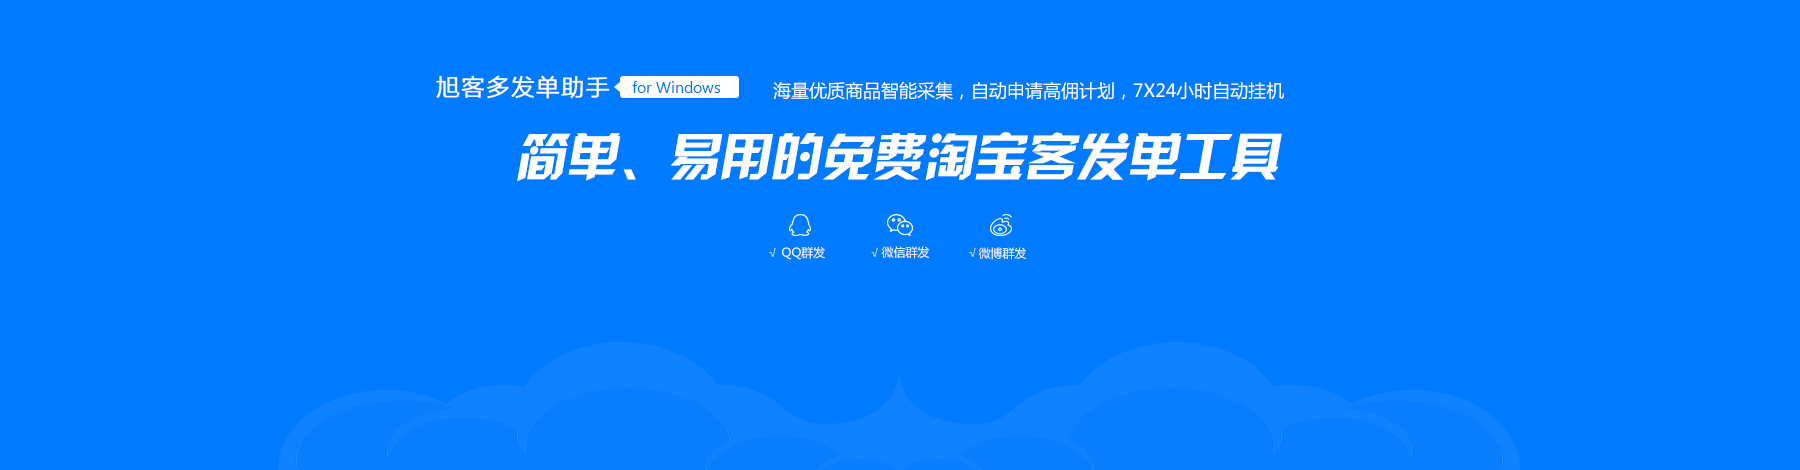 旭客多发单助手 for Windows 海量优质商品智能采集，自动申请高佣计划，7X24小时自动挂机
简单、易用的免费淘宝客发单工具
√ QQ群发 √ 微信群发 √ 微博群发